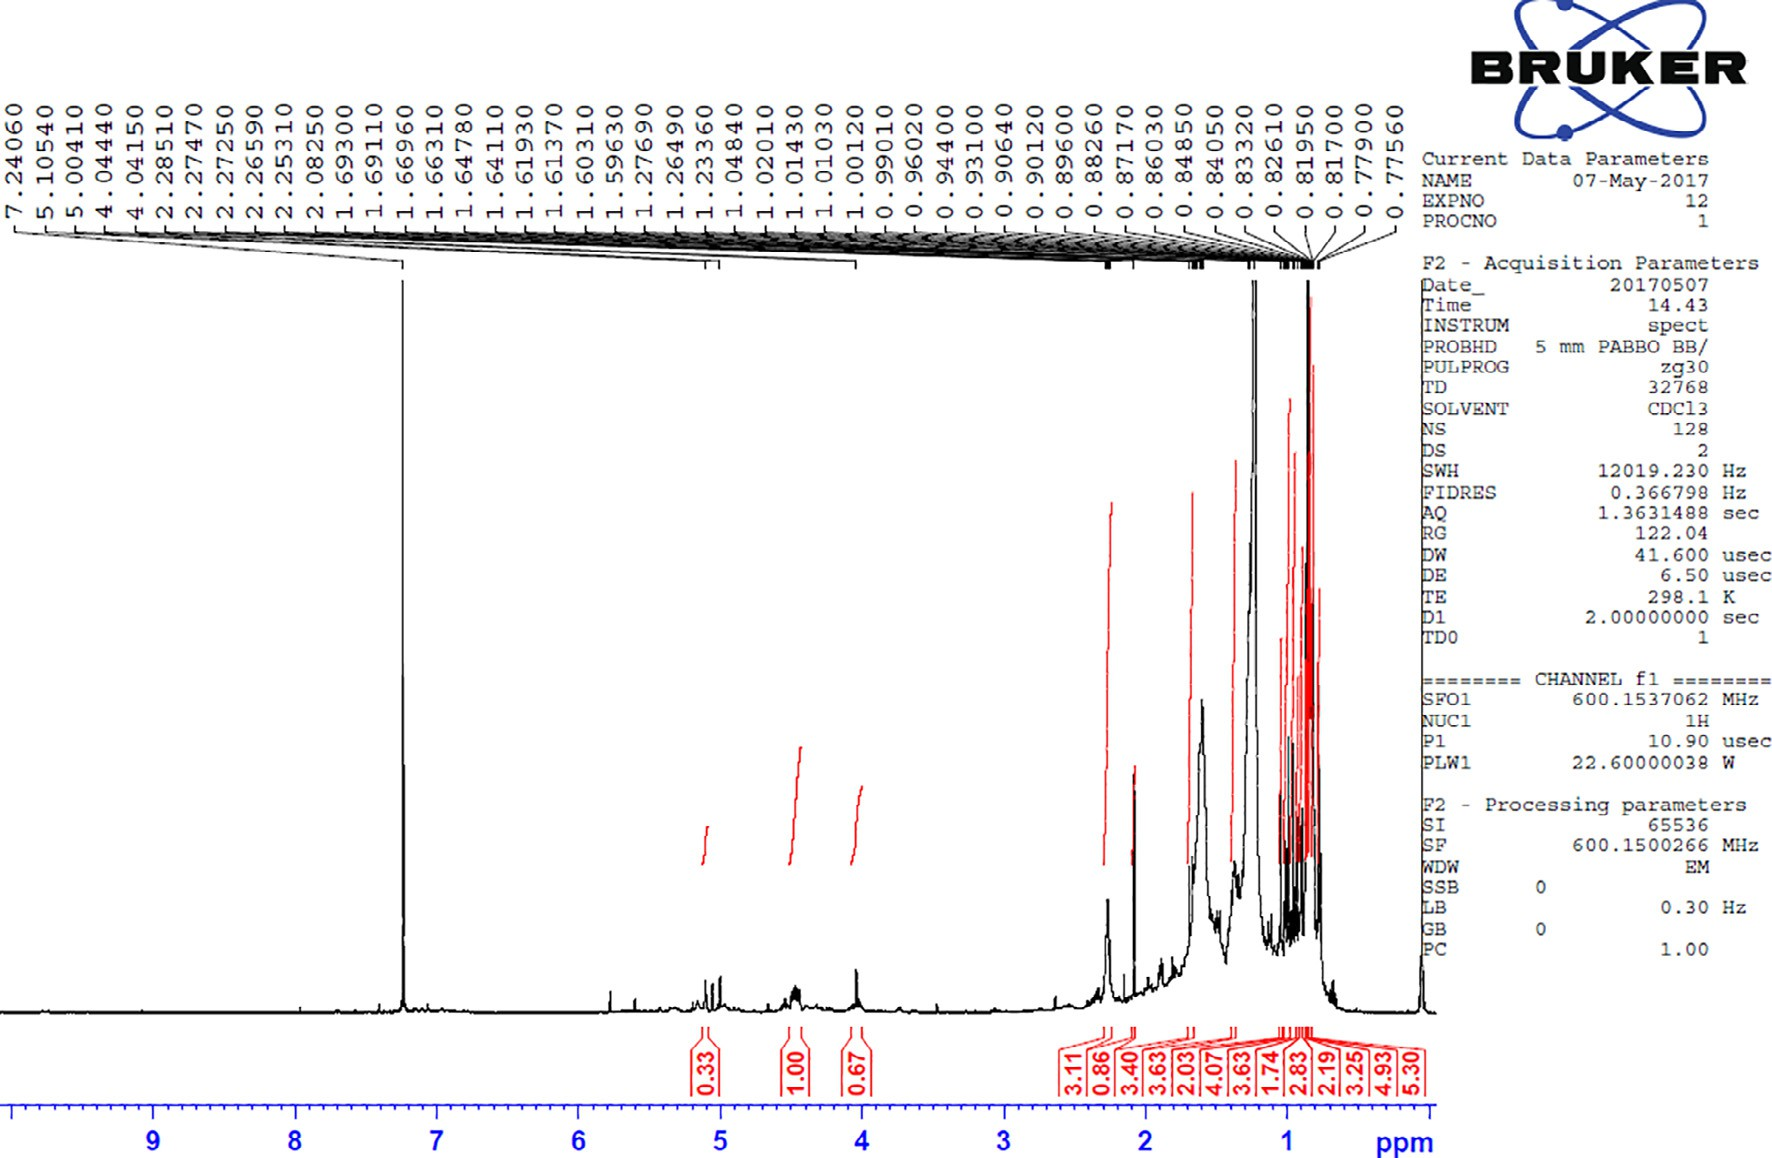 BRUKER
7.24060
5.10540
5.00410
4.04440
4.04150
2.28510
2.27470
2.27250
2.26590
2.25310
2.08250
1.69300
1.69110
1.66960
1.66310
1.64780
1.64110
1.61930
1.61370
1.60310
1.59630
1.27690
1.26490
1.23360
1.04840
1.02010
1.01430
1.01030
1.00120
0.99010
0.96020
0.94400
0.93100
0.90640
0.90120
0.89600
0.88260
0.87170
0.86030
0.84850
0.84050
0.83320
0.82610
0.81950
0.81700
0.77900
0.77560
Current Data Parameters
NAME 07-May-2017
EXPNO 12
PROCNO 1
F2 - Acquisition Parameters
Date_ 20170507
Time 14.43
INSTRUM spect
PROBHD 5 mm PABBO BB/
PULPROG zg30
TD 32768
SOLVENT CDCl3
NS 128
DS 2
SWH 12019.230 Hz
FIDRES 0.366798 Hz
AQ 1.3631488 sec
RG 122.04
DW 41.600 usec
DE 6.50 usec
TE 298.1 K
D1 2.00000000 sec
TD0 1
======== CHANNEL f1 ========
SFO1 600.1537062 MHz
NUC1 1H
P1 10.90 usec
PLW1 22.60000038 W
F2 - Processing parameters
SI 65536
SF 600.1500266 MHz
WDW EM
SSB 0
LB 0.30 Hz
GB 0
PC 1.00
0.33
1.00
0.67
3.11
0.86
3.40
3.63
2.03
4.07
3.63
1.74
2.83
2.19
3.25
4.93
5.30
9 8 7 6 5 4 3 2 1 ppm